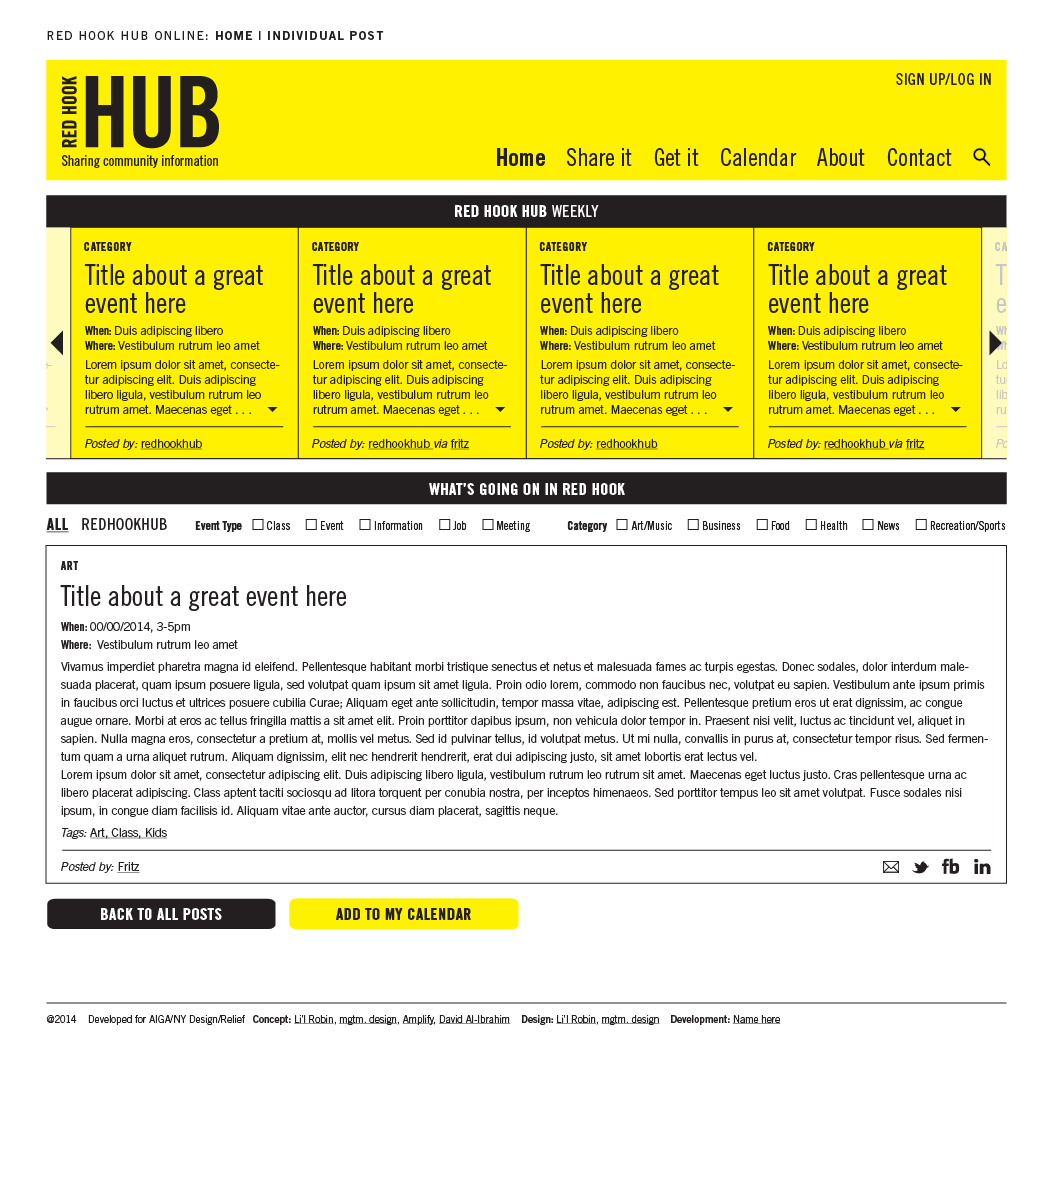 RED HOOK HUB ONLINE: HOME | INDIVIDUAL POST
SIGN UP/LOG IN
RED HOOK
HUB
Sharing community information
Home Share it Get it Calendar About Contact
RED HOOK HUB WEEKLY
CATEGORY
Title about a great
event here
When: Duis adipiscing libero
Where: Vestibulum rutrum leo amet
Lorem ipsum dolor sit amet, consecte-
tur adipiscing elit. Duis adipiscing
libero ligula, vestibulum rutrum leo
rutrum amet. Maecenas eget . . .
Posted by: redhookhub
CATEGORY
Title about a great
event here
When: Duis adipiscing libero
Where: Vestibulum rutrum leo amet
Lorem ipsum dolor sit amet, consecte-
tur adipiscing elit. Duis adipiscing
libero ligula, vestibulum rutrum leo
rutrum amet. Maecenas eget . . .
Posted by: redhookhub via fritz
CATEGORY
Title about a great
event here
When: Duis adipiscing libero
Where: Vestibulum rutrum leo amet
Lorem ipsum dolor sit amet, consecte-
tur adipiscing elit. Duis adipiscing
libero ligula, vestibulum rutrum leo
rutrum amet. Maecenas eget . . .
Posted by: redhookhub
CATEGORY
Title about a great
event here
When: Duis adipiscing libero
Where: Vestibulum rutrum leo amet
Lorem ipsum dolor sit amet, consecte-
tur adipiscing elit. Duis adipiscing
libero ligula, vestibulum rutrum leo
rutrum amet. Maecenas eget . . .
Posted by: redhookhub via fritz
WHAT'S GOING ON IN RED HOOK
ALL REDHOOKHUB Event Type Class Event Information Job Meeting Category Art/Music Business Food Health News Recreation/Sports
ART
Title about a great event here
When: 00/00/2014, 3-5pm
Where: Vestibulum rutrum leo amet
Vivamus imperdiet pharetra magna id eleifend. Pellentesque habitant morbi tristique senectus et netus et malesuada fames ac turpis egestas. Donec sodales, dolor interdum male-
suada placerat, quam ipsum posuere ligula, sed volutpat quam ipsum sit amet ligula. Proin odio lorem, commodo non faucibus nec, volutpat eu sapien. Vestibulum ante ipsum primis
in faucibus orci luctus et ultrices posuere cubilia Curae; Aliquam eget ante sollicitudin, tempor massa vitae, adipiscing est. Pellentesque pretium eros ut erat dignissim, ac congue
augue ornare. Morbi at eros ac tellus fringilla mattis a sit amet elit. Proin porttitor dapibus ipsum, non vehicula dolor tempor in. Praesent nisi velit, luctus ac tincidunt vel, aliquet in
sapien. Nulla magna eros, consectetur a pretium at, mollis vel metus. Sed id pulvinar tellus, id volutpat metus. Ut mi nulla, convallis in purus at, consectetur tempor risus. Sed fermen-
tum quam a urna aliquet rutrum. Aliquam dignissim, elit nec hendrerit hendrerit, erat dui adipiscing justo, sit amet lobortis erat lectus vel.
Lorem ipsum dolor sit amet, consectetur adipiscing elit. Duis adipiscing libero ligula, vestibulum rutrum leo rutrum sit amet. Maecenas eget luctus justo. Cras pellentesque urna ac
libero placerat adipiscing. Class aptent taciti sociosqu ad litora torquent per conubia nostra, per inceptos himenaeos. Sed porttitor tempus leo sit amet volutpat. Fusce sodales nisi
ipsum, in congue diam facilisis id. Aliquam vitae ante auctor, cursus diam placerat, sagittis neque.
Tags: Art, Class, Kids
Posted by: Fritz
fb in
BACK TO ALL POSTS ADD TO MY CALENDAR
@2014 Developed for AIGA/NY Design/Relief Concept: Li'l Robin, mgtm. design, Amplify, David Al-Ibrahim Design: Li'l Robin, mgtm. design Development: Name here